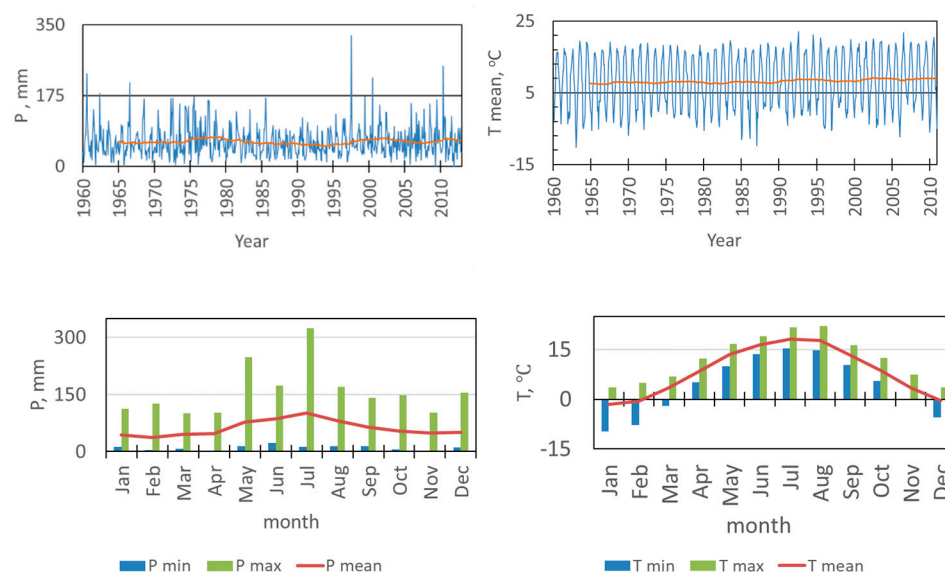 350
175
0
P, mm
1960
1965
1970
1975
1980
1985
1990
1995
2000
2005
2010
Year
25
5
-15
T mean, °C
1960
1965
1970
1975
1980
1985
1990
1995
2000
2005
2010
Year
300
150
0
P, mm
Jan
Feb
Mar
Apr
May
Jun
Jul
Aug
Sep
Oct
Nov
Dec
month
P min P max P mean
15
0
-15
T, °C
Jan
Feb
Mar
Apr
May
Jun
Jul
Aug
Sep
Oct
Nov
Dec
month
T min T max T mean